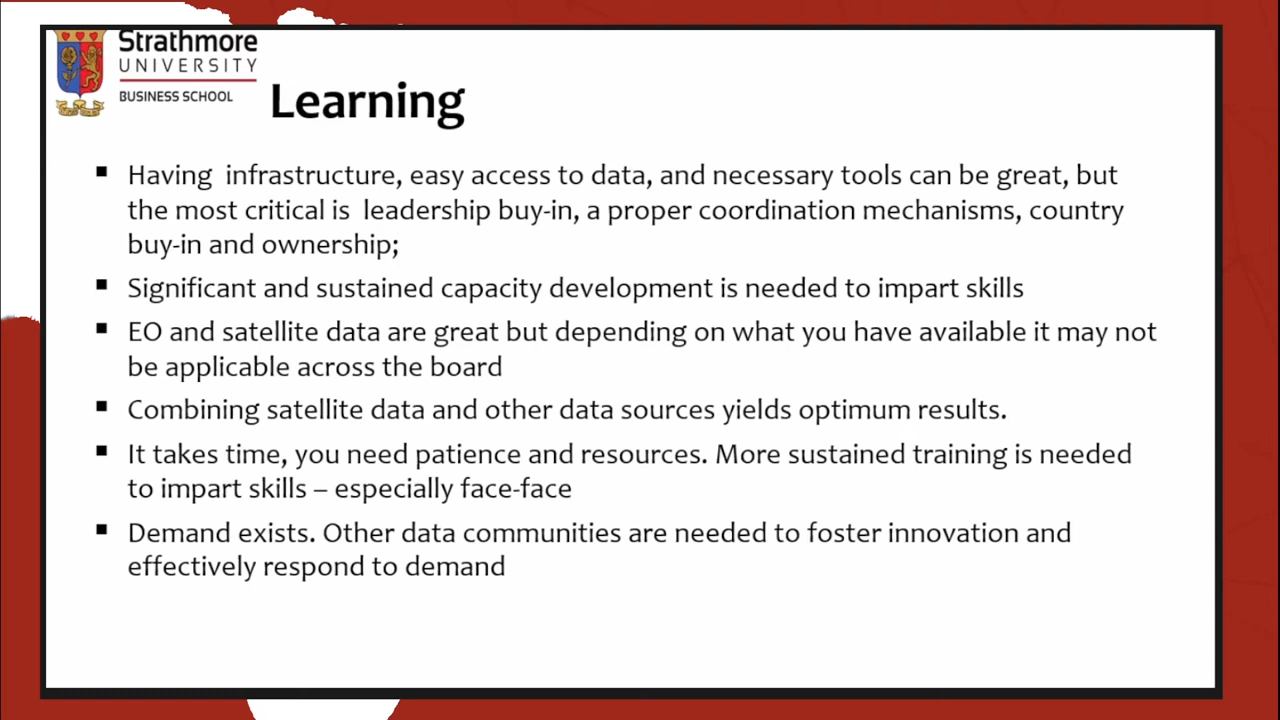 Strathmore
UNIVERSITY
BUSINESS SCHOOL
Learning
Having infrastructure, easy access to data, and necessary tools can be great, but
the most critical is leadership buy-in, a proper coordination mechanisms, country
buy-in and ownership;
Significant and sustained capacity development is needed to impart skills
EO and satellite data are great but depending on what you have available it may not
be applicable across the board
Combining satellite data and other data sources yields optimum results.
It takes time, you need patience and resources. More sustained training is needed
to impart skills – especially face-face
Demand exists. Other data communities are needed to foster innovation and
effectively respond to demand